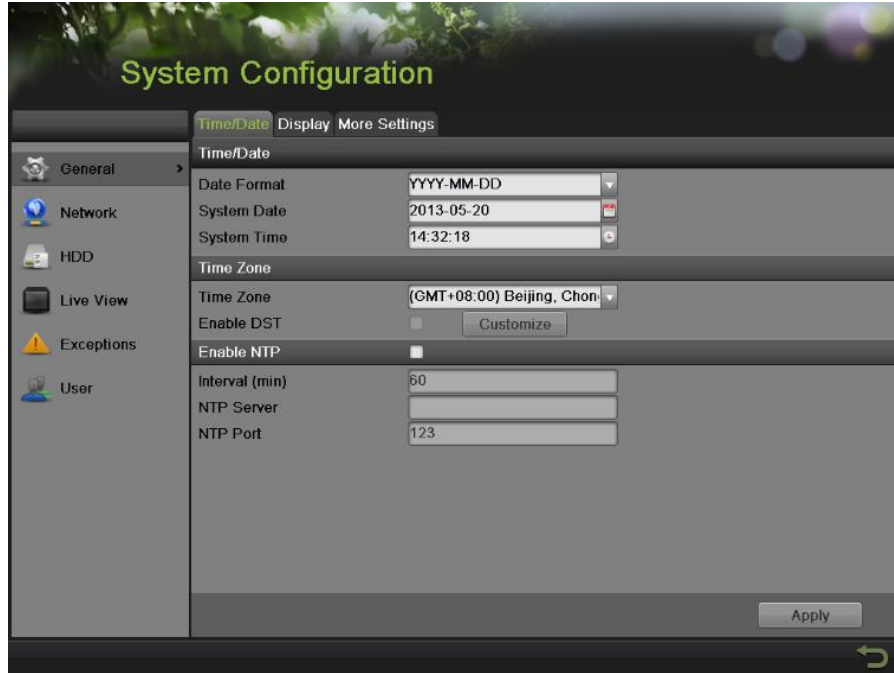 System Configuration
Time/Date Display More Settings
Time/Date
General
Date Format YYYY-MM-DD
Network
System Date 2013-05-20
System Time 14:32:18
HDD
Time Zone
Live View
Time Zone (GMT+08:00) Beijing, Chon
Enable DST Customize
Exceptions
Enable NTP
User
Interval (min) 60
NTP Server
NTP Port 123
Apply